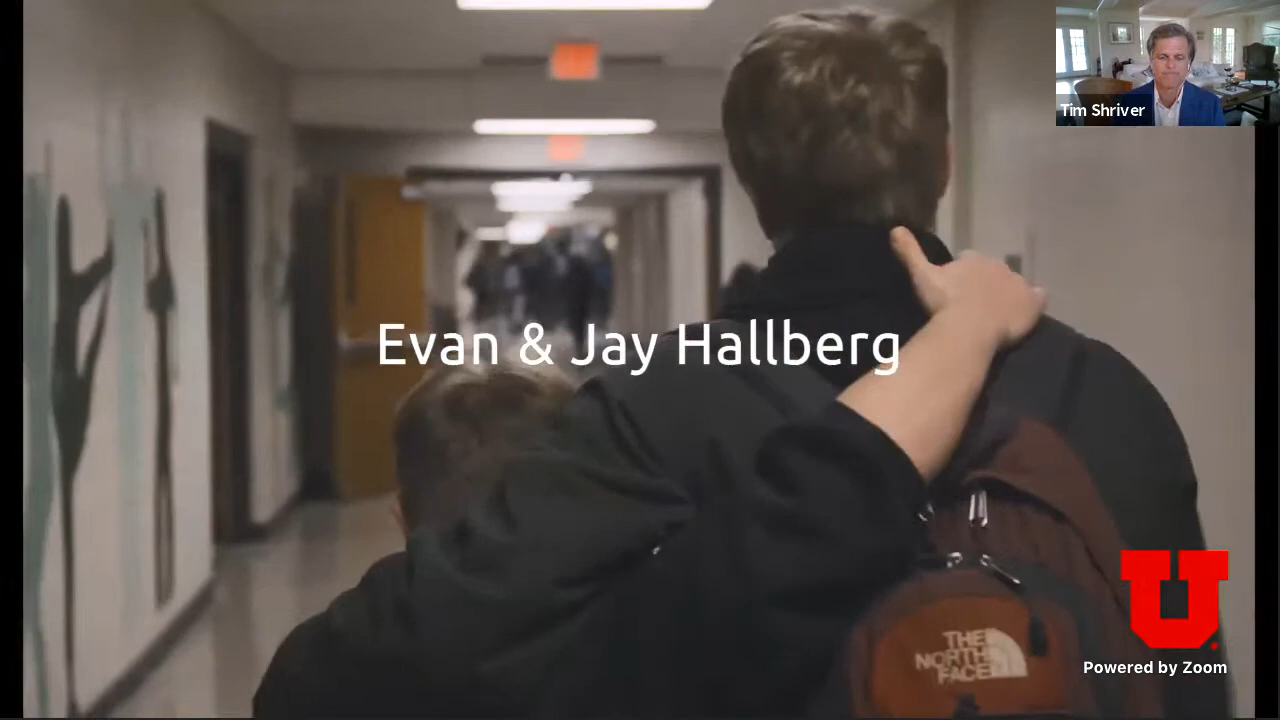 Tim Shriver
Evan & Jay Hallberg
THE
NORTH
FACE
U
Powered by Zoom